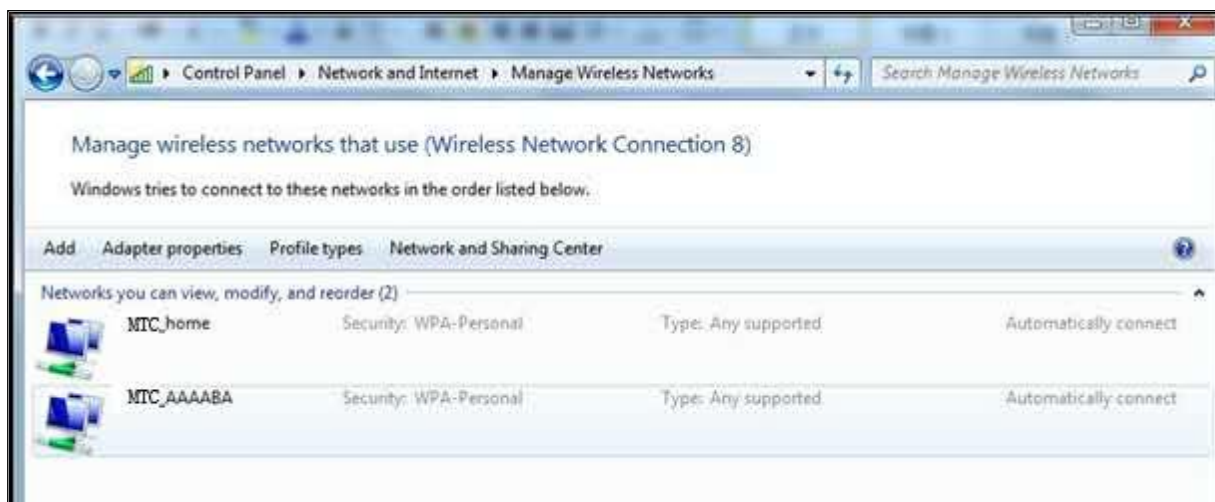 Control Panel ▸ Network and Internet ▸ Manage Wireless Networks Search Manage Wireless Networks
Manage wireless networks that use (Wireless Network Connection 8)
Windows tries to connect to these networks in the order listed below.
Add Adapter properties Profile types Network and Sharing Center
Networks you can view, modify, and reorder (2)
MTC_home Security: WPA-Personal Type: Any supported Automatically connect
MTC_AAAABA Security: WPA-Personal Type: Any supported Automatically connect